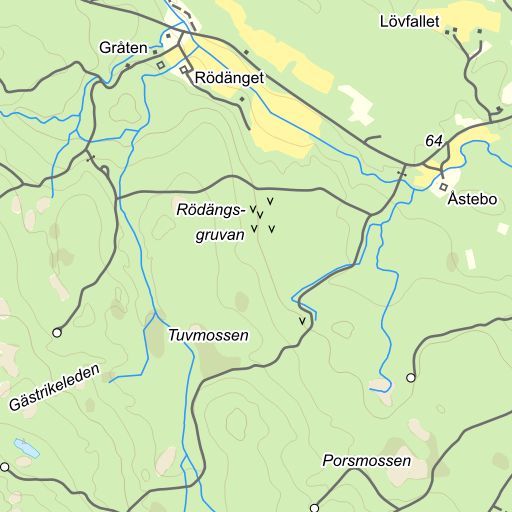 Lövfallet
Gråten
Rödänget
64
Åstebo
Rödängs-
gruvan
Tuvmossen
Gästrikeleden
Porsmossen